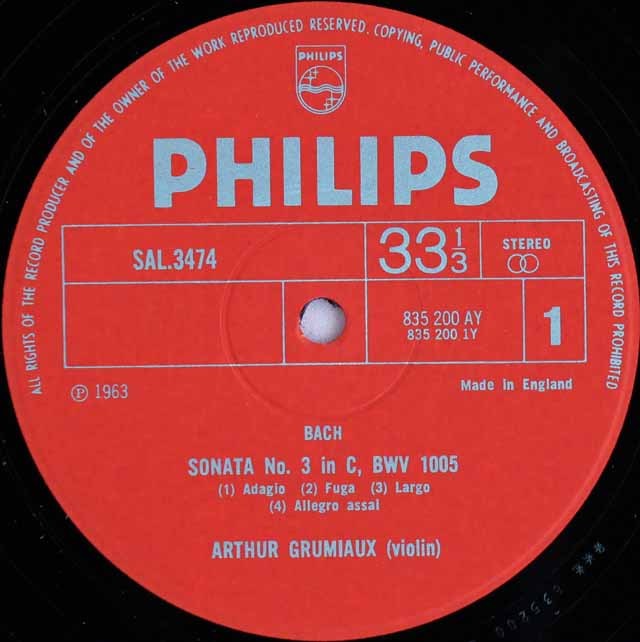 ALL RIGHTS OF THE RECORD PRODUCER AND OF THE OWNER OF THE WORK REPRODUCED RESERVED. COPYING, PUBLIC PERFORMANCE AND BROADCASTING OF THIS RECORD PROHIBITED
PHILIPS
PHILIPS
SAL.3474
33 1/3
STEREO
835 200 AY
835 200 1Y
1
Ⓟ 1963
Made in England
BACH
SONATA No. 3 in C, BWV 1005
(1) Adagio (2) Fuga (3) Largo
(4) Allegro assai
ARTHUR GRUMIAUX (violin)